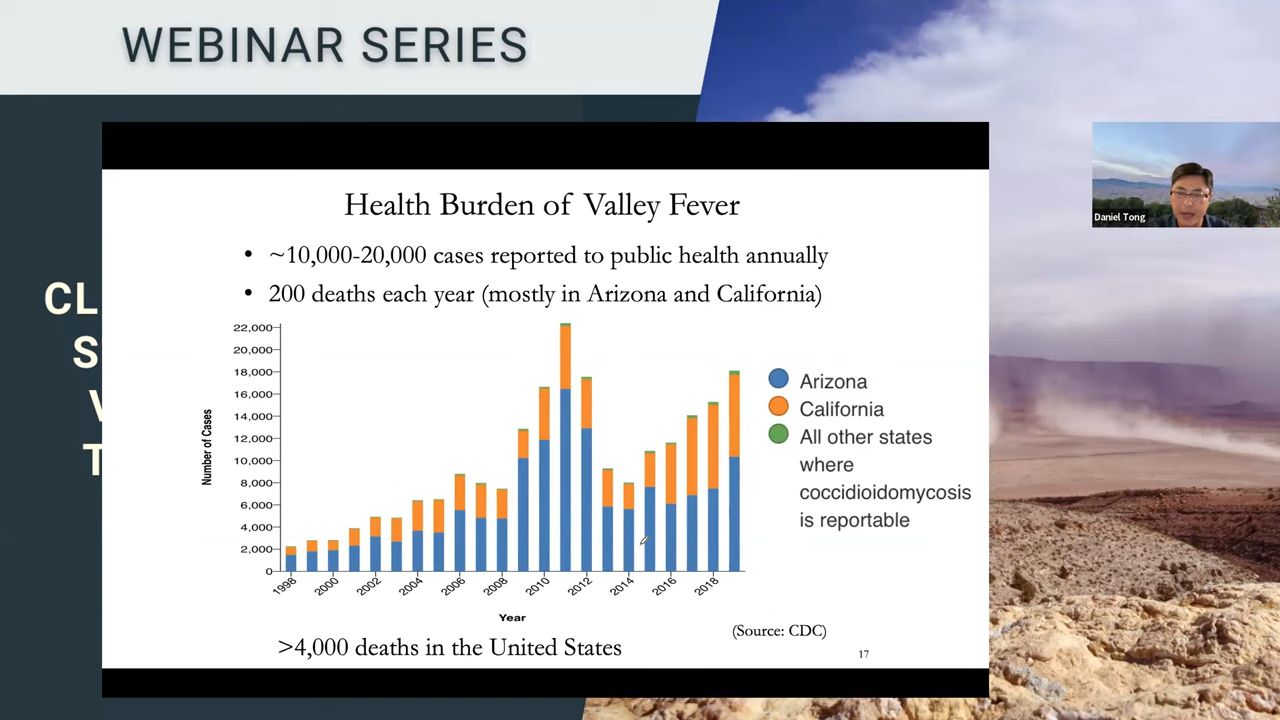 WEBINAR SERIES
CL
S
V
T
Health Burden of Valley Fever
• ~10,000-20,000 cases reported to public health annually
• 200 deaths each year (mostly in Arizona and California)
Number of Cases
22,000
20,000
18,000
16,000
14,000
12,000
10,000
8,000
6,000
4,000
2,000
0
1998
2000
2002
2004
2006
2008
2010
2012
2014
2016
2018
Year
Arizona
California
All other states
where
coccidioidomycosis
is reportable
(Source: CDC)
>4,000 deaths in the United States
17
Daniel Tong